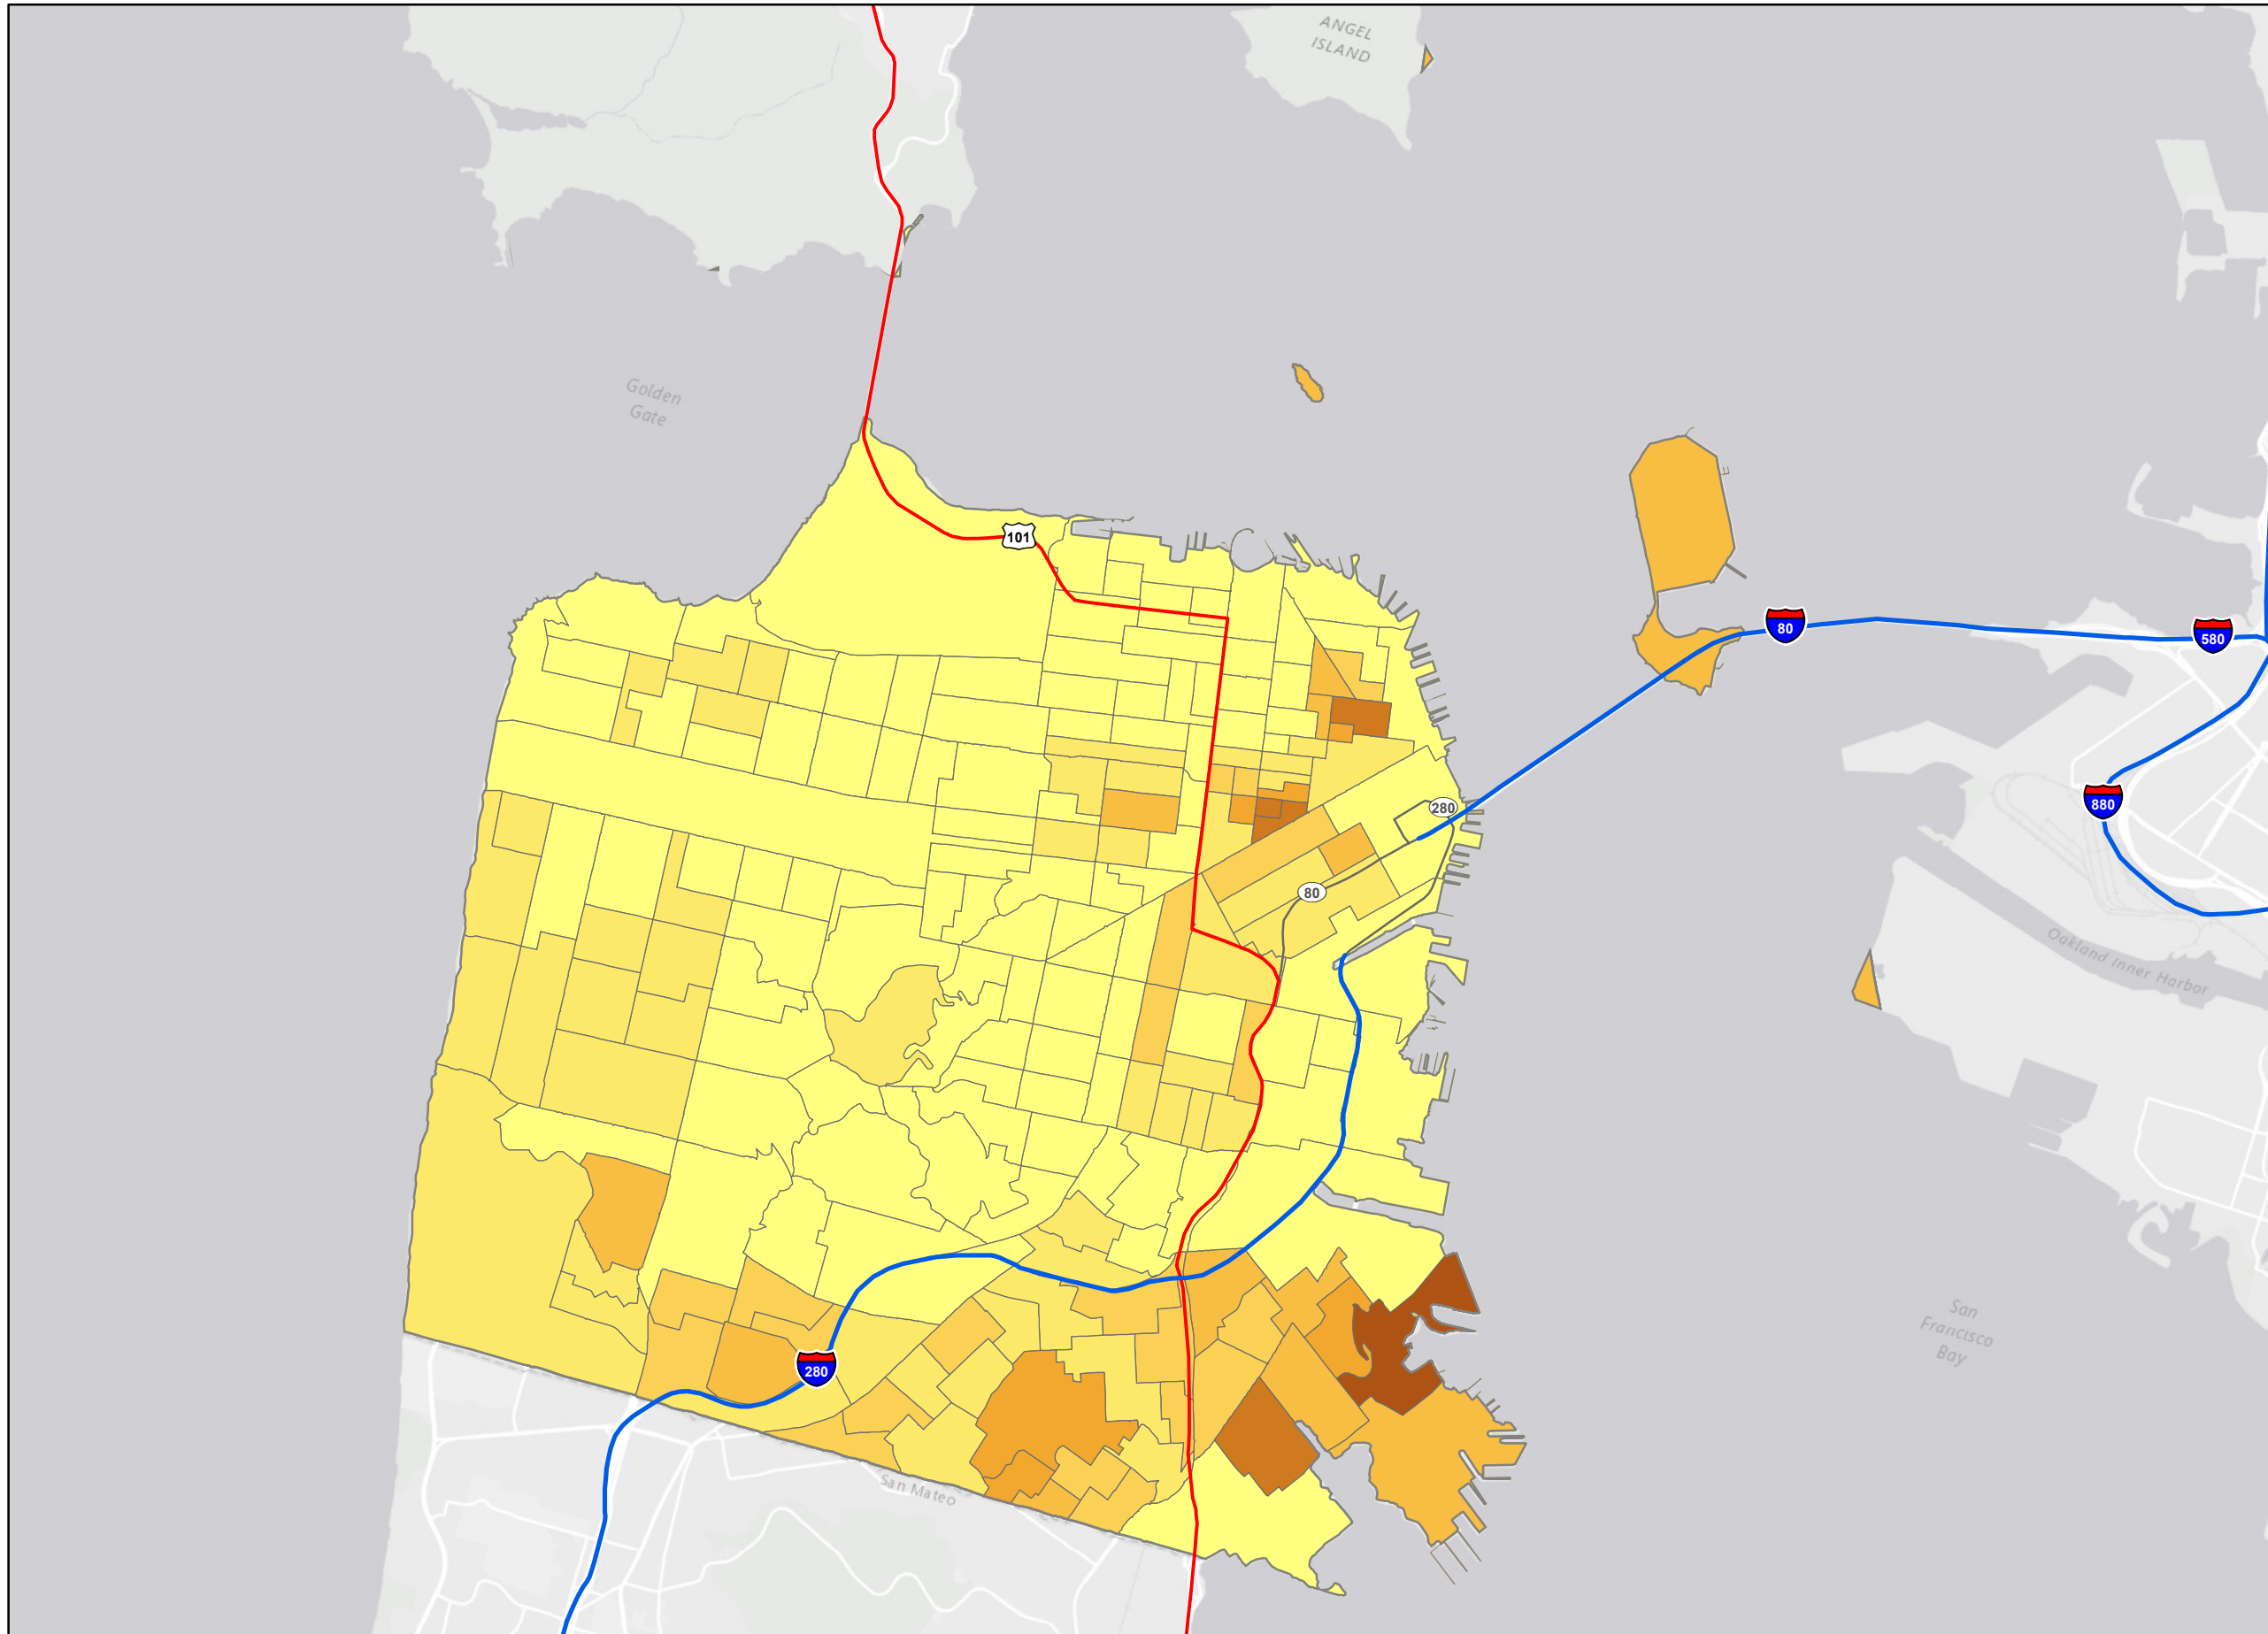 ANGEL
ISLAND
Golden
Gate
101
80
580
280
880
80
Oakland Inner Harbor
San
Francisco
Bay
280
San Mateo